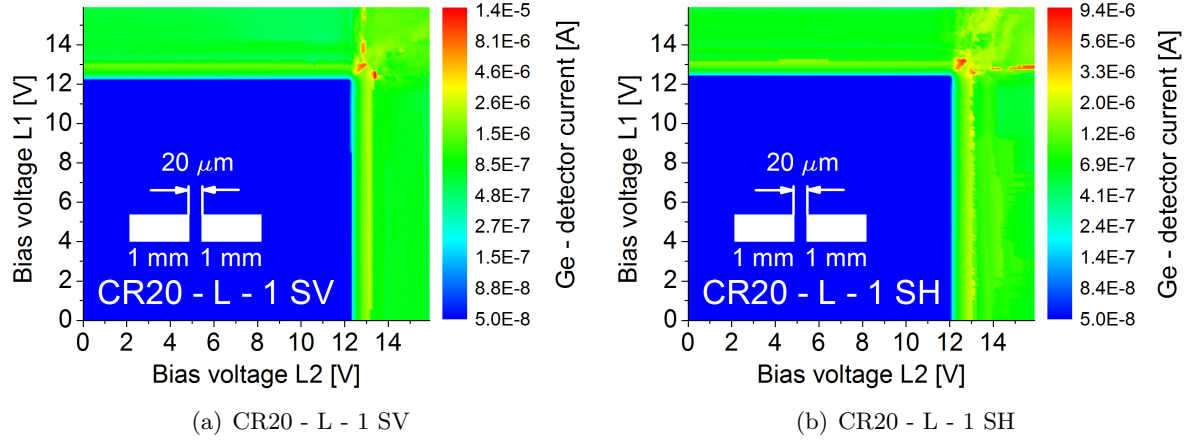 Bias voltage L1 [V]
14
12
10
8
6
4
2
0
20 μm
1 mm 1 mm
CR20 - L - 1 SV
0 2 4 6 8 10 12 14
Bias voltage L2 [V]
1.4E-5
8.1E-6
4.6E-6
2.6E-6
1.5E-6
8.5E-7
4.8E-7
2.7E-7
1.5E-7
8.8E-8
5.0E-8
Ge - detector current [A]
(a) CR20 - L - 1 SV
Bias voltage L1 [V]
14
12
10
8
6
4
2
0
20 μm
1 mm 1 mm
CR20 - L - 1 SH
0 2 4 6 8 10 12 14
Bias voltage L2 [V]
9.4E-6
5.6E-6
3.3E-6
2.0E-6
1.2E-6
6.9E-7
4.1E-7
2.4E-7
1.4E-7
8.4E-8
5.0E-8
Ge - detector current [A]
(b) CR20 - L - 1 SH